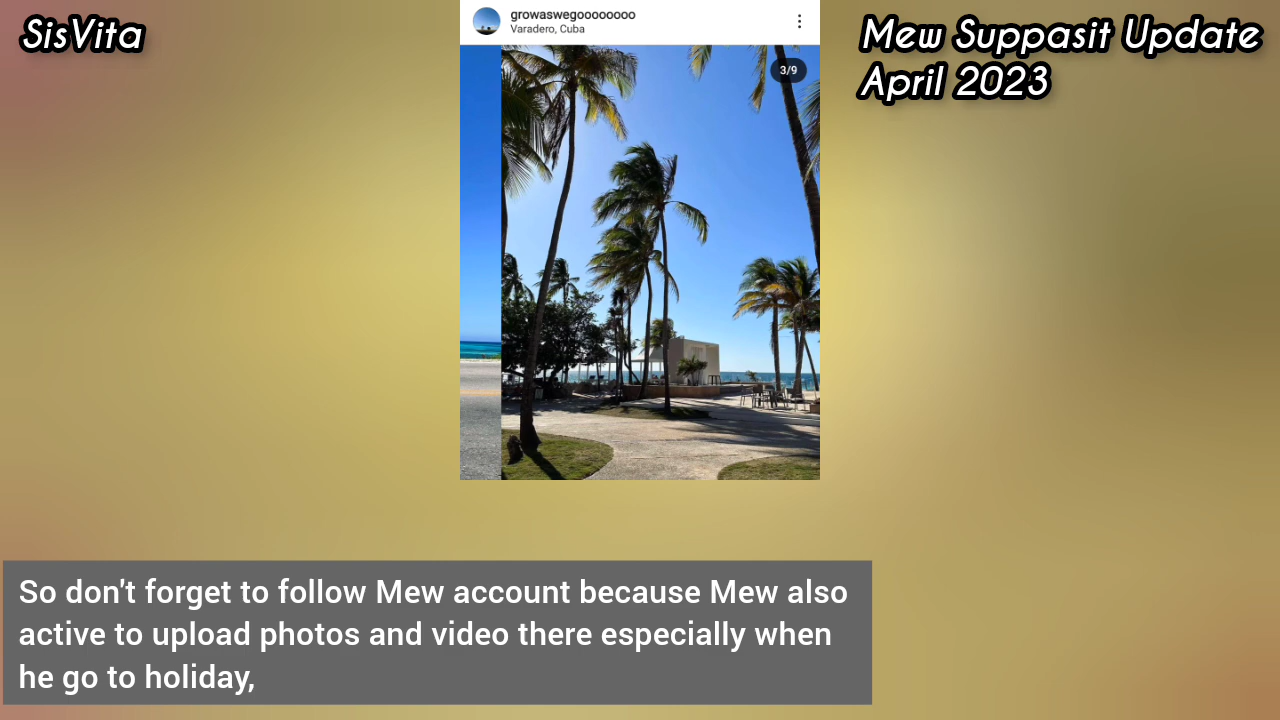 SisVita
growaswegoooooooo
Varadero, Cuba
3/9
Mew Suppasit Update
April 2023
So don't forget to follow Mew account because Mew also
active to upload photos and video there especially when
he go to holiday,